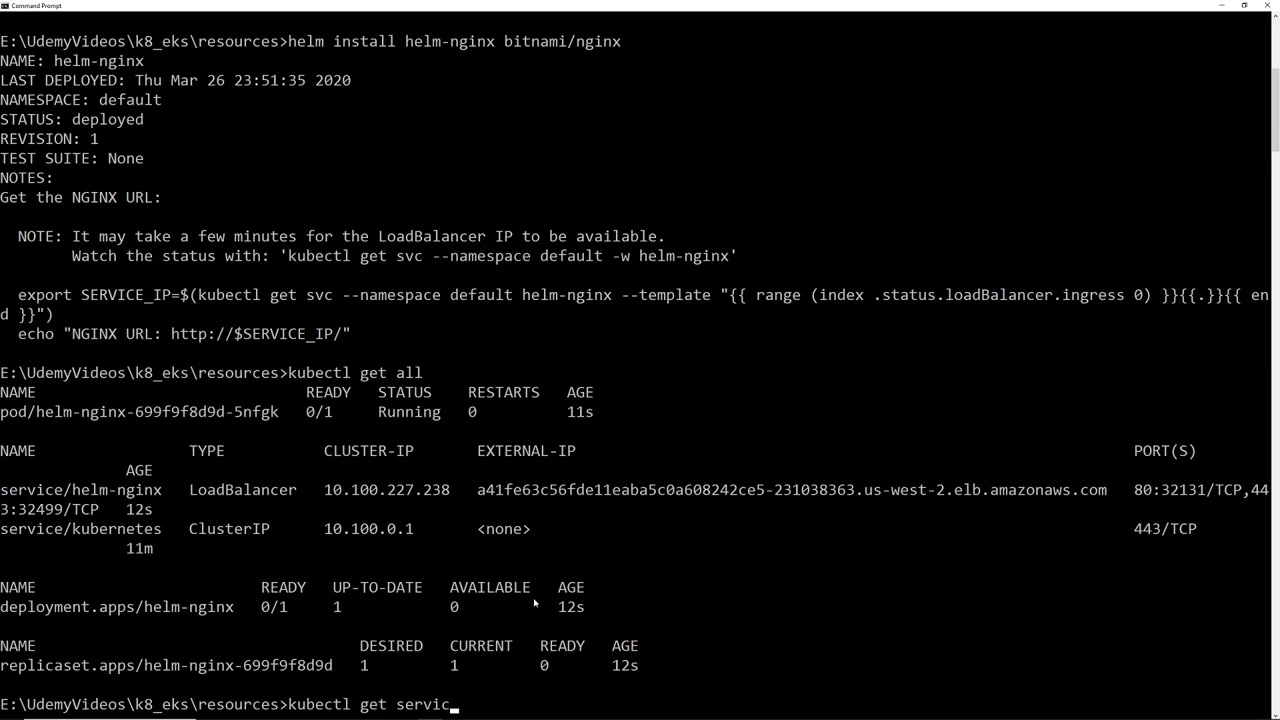 Command Prompt
E:\UdemyVideos\k8_eks\resources>helm install helm-nginx bitnami/nginx
NAME: helm-nginx
LAST DEPLOYED: Thu Mar 26 23:51:35 2020
NAMESPACE: default
STATUS: deployed
REVISION: 1
TEST SUITE: None
NOTES:
Get the NGINX URL:
NOTE: It may take a few minutes for the LoadBalancer IP to be available.
Watch the status with: 'kubectl get svc --namespace default -w helm-nginx'
export SERVICE_IP=$(kubectl get svc --namespace default helm-nginx --template "{{ range (index .status.loadBalancer.ingress 0) }}{{.}}{{ en
d }}")
echo "NGINX URL: http://$SERVICE_IP/"
E:\UdemyVideos\k8_eks\resources>kubectl get all
NAME READY STATUS RESTARTS AGE
pod/helm-nginx-699f9f8d9d-5nfgk 0/1 Running 0 11s
NAME TYPE CLUSTER-IP EXTERNAL-IP PORT(S)
AGE
service/helm-nginx LoadBalancer 10.100.227.238 a41fe63c56fde11eaba5c0a608242ce5-231038363.us-west-2.elb.amazonaws.com 80:32131/TCP,44
3:32499/TCP 12s
service/kubernetes ClusterIP 10.100.0.1 <none> 443/TCP
11m
NAME READY UP-TO-DATE AVAILABLE AGE
deployment.apps/helm-nginx 0/1 1 0 12s
NAME DESIRED CURRENT READY AGE
replicaset.apps/helm-nginx-699f9f8d9d 1 1 0 12s
E:\UdemyVideos\k8_eks\resources>kubectl get servic